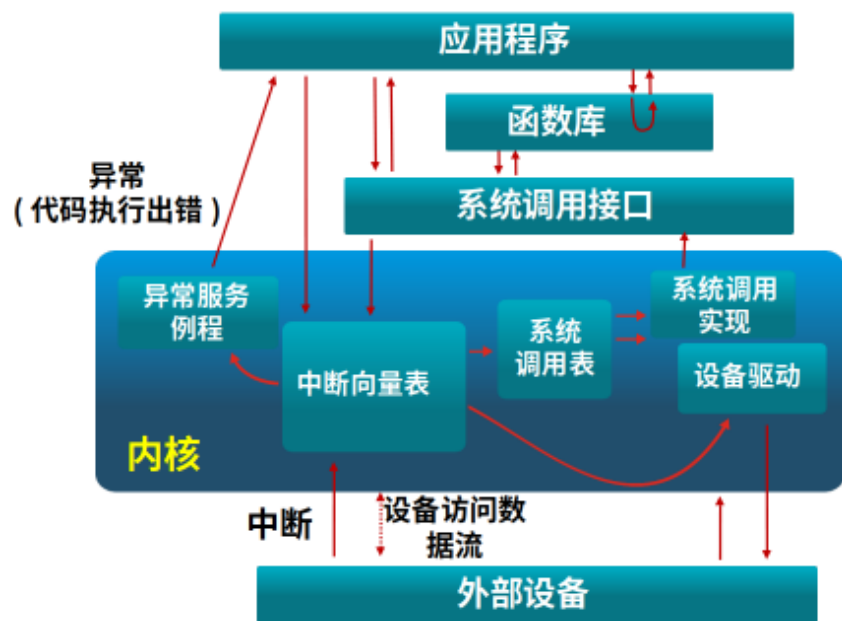 应用程序
函数库
异常
( 代码执行出错 )
系统调用接口
异常服务
例程
中断向量表
系统
调用表
系统调用
实现
设备驱动
内核
中断
设备访问数
据流
外部设备